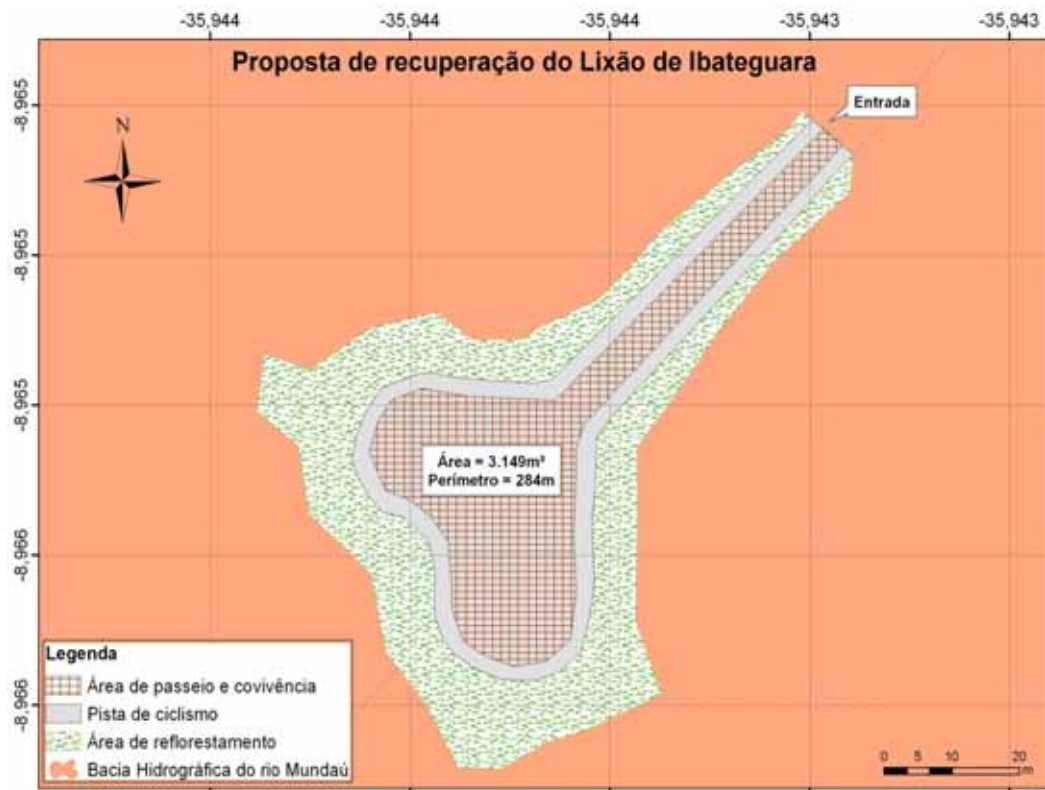 -35,944 -35,944 -35,944 -35,943 -35,943
Proposta de recuperação do Lixão de Ibateguara
Entrada
N
-8,965
-8,965
-8,965
-8,966
-8,966
Área = 3.149m²
Perímetro = 284m
Legenda
Área de passeio e covivência
Pista de ciclismo
Área de reflorestamento
Bacia Hidrográfica do rio Mundaú
0 5 10 20
m